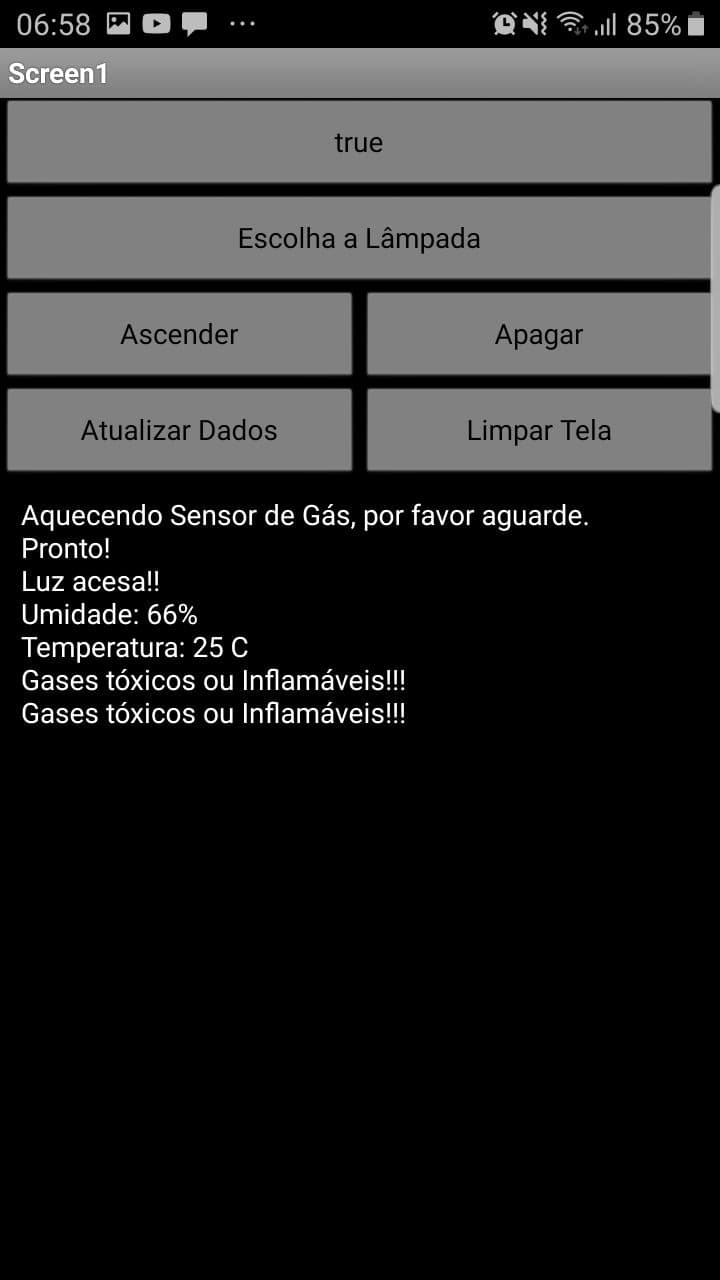 06:58 ... 85%
Screen1
true
Escolha a Lâmpada
Ascender Apagar
Atualizar Dados Limpar Tela
Aquecendo Sensor de Gás, por favor aguarde.
Pronto!
Luz acesa!!
Umidade: 66%
Temperatura: 25 C
Gases tóxicos ou Inflamáveis!!!
Gases tóxicos ou Inflamáveis!!!